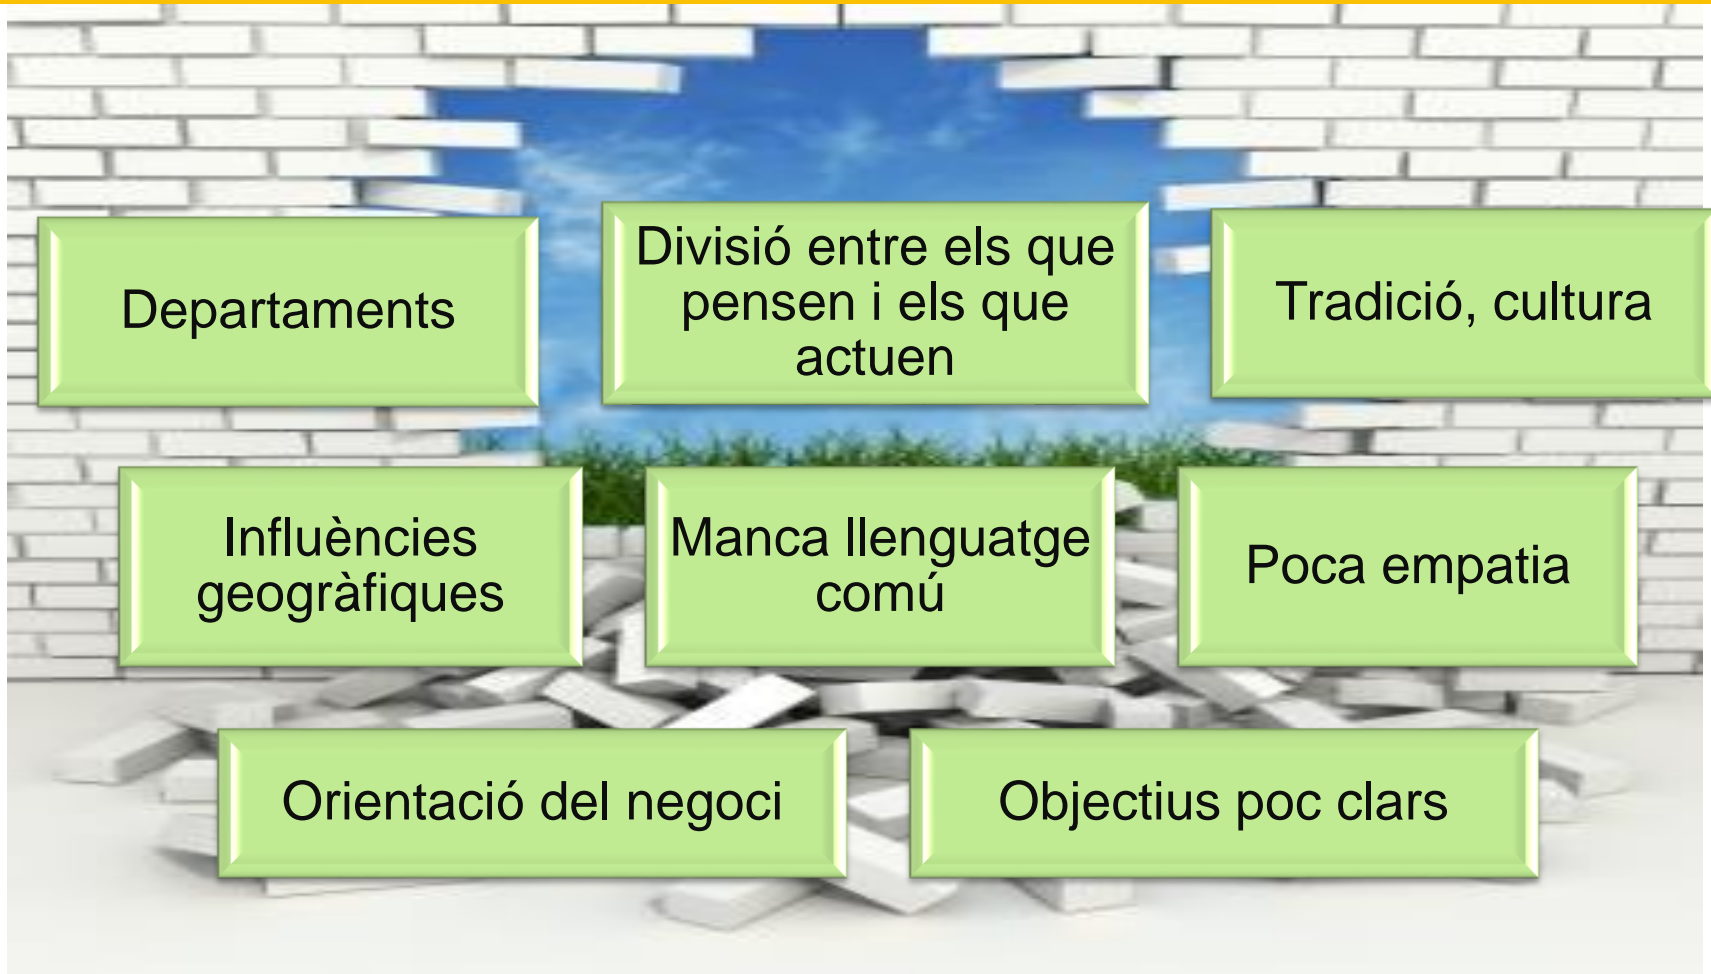 Departaments
Divisió entre els que
pensen i els que
actuen
Tradició, cultura
Influències
geogràfiques
Manca llenguatge
comú
Poca empatia
Orientació del negoci
Objectius poc clars